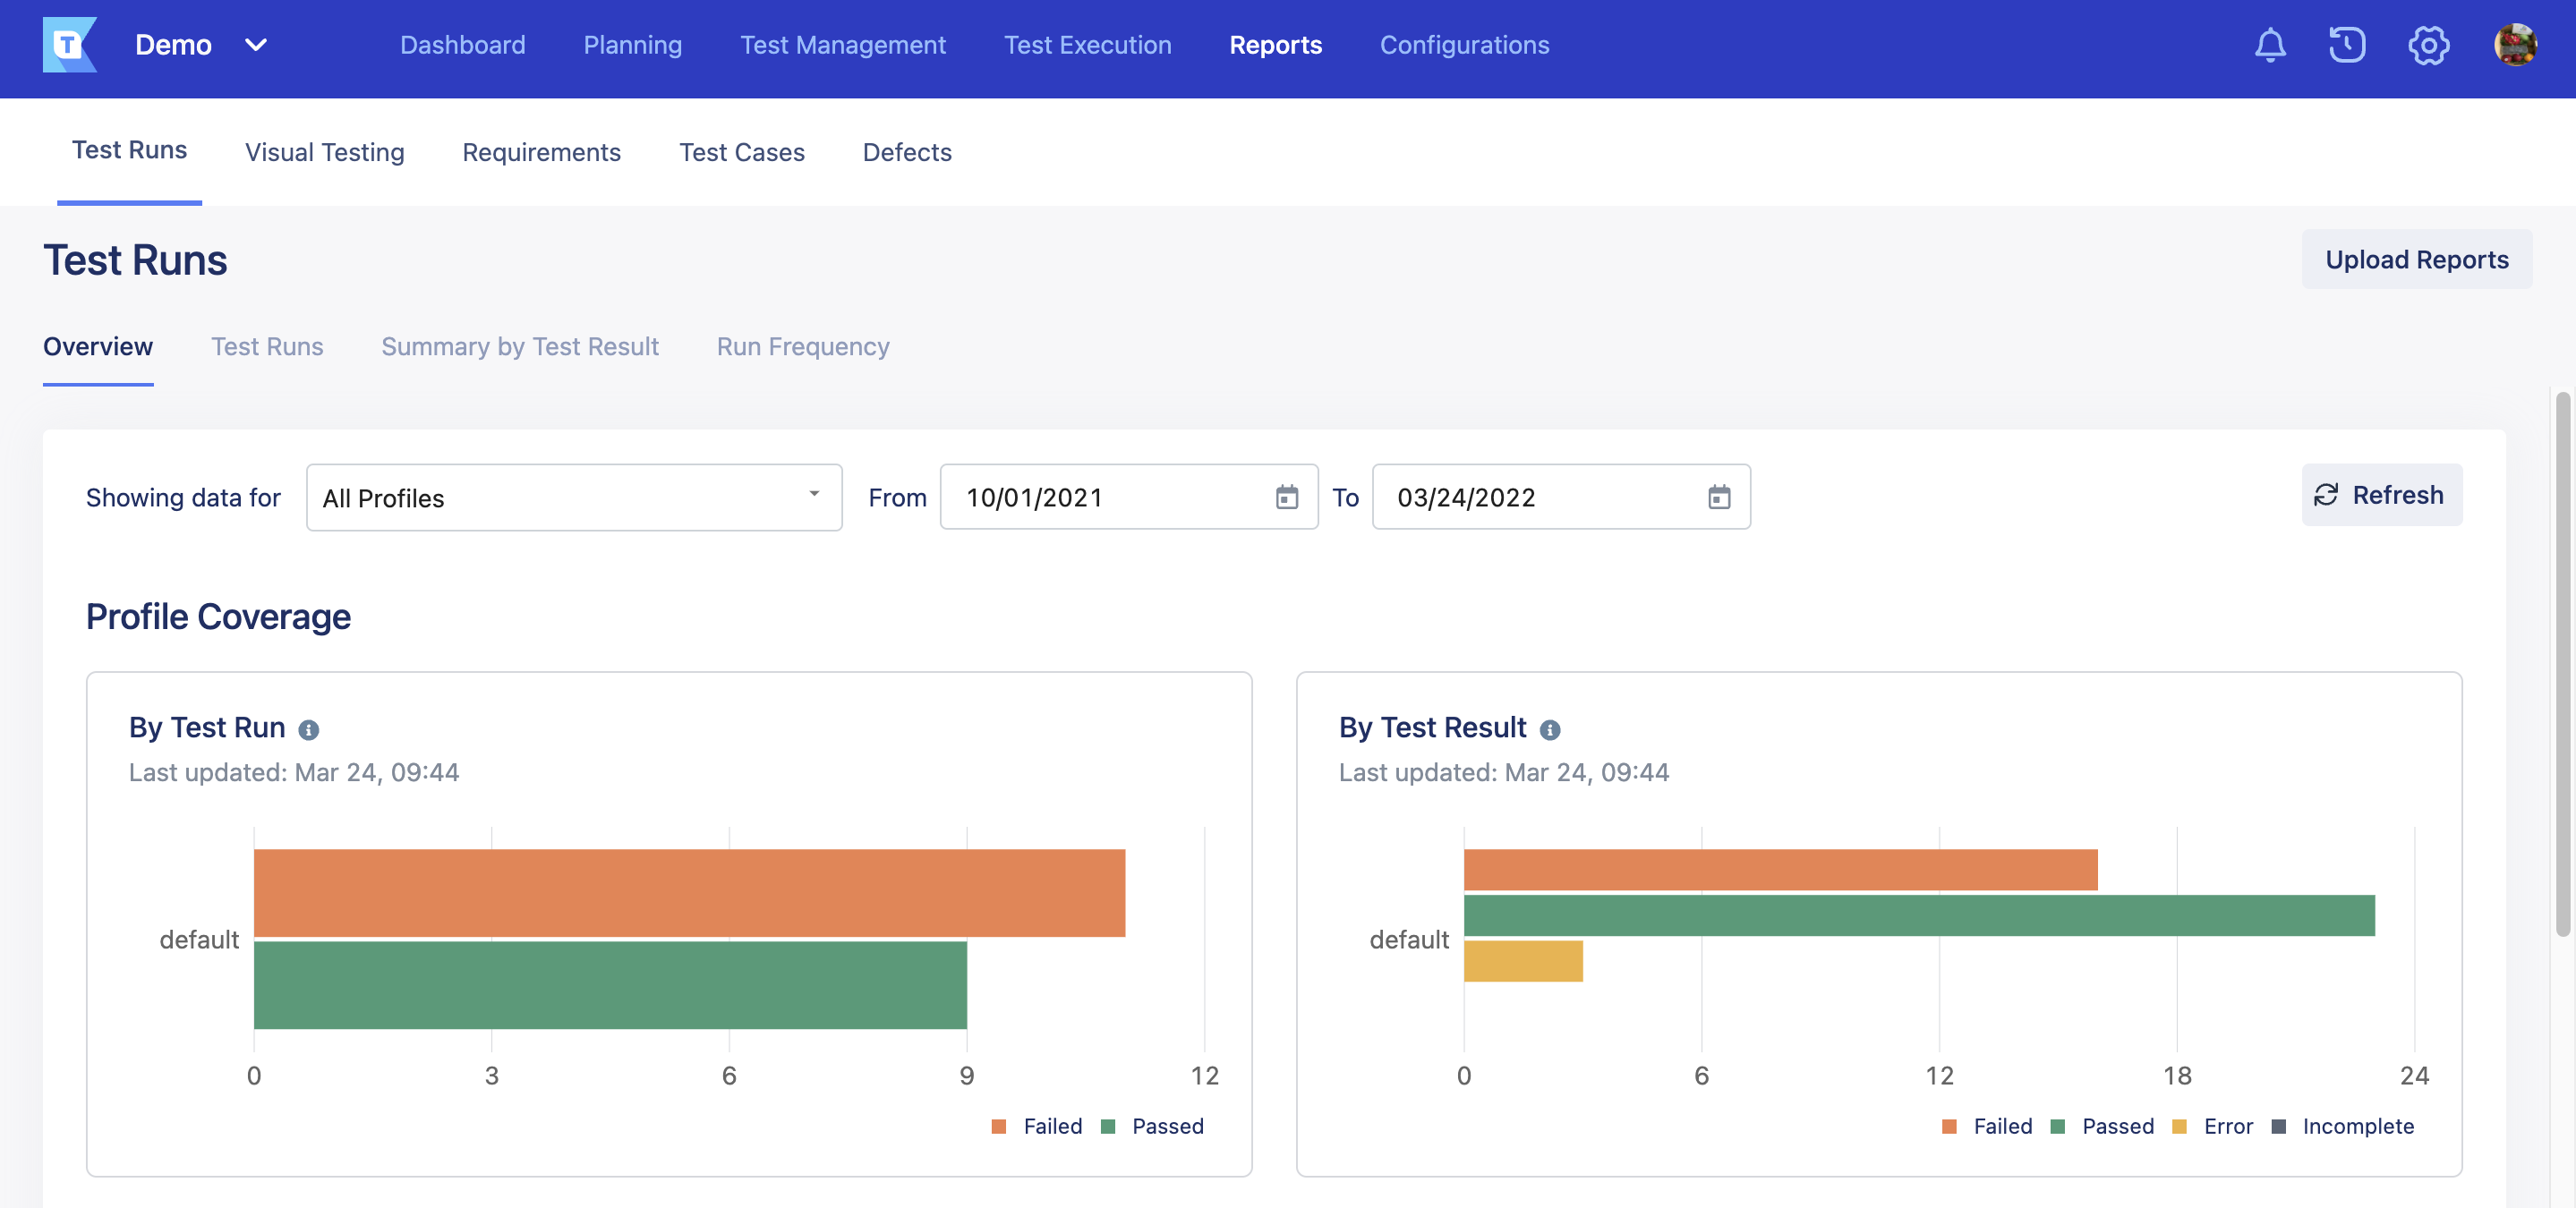 T Demo Dashboard Planning Test Management Test Execution Reports Configurations
Test Runs Visual Testing Requirements Test Cases Defects
Test Runs Upload Reports
Overview Test Runs Summary by Test Result Run Frequency
Showing data for All Profiles From 10/01/2021 To 03/24/2022 Refresh
Profile Coverage
By Test Run
Last updated: Mar 24, 09:44
default
0 3 6 9 12
Failed Passed
By Test Result
Last updated: Mar 24, 09:44
default
0 6 12 18 24
Failed Passed Error Incomplete